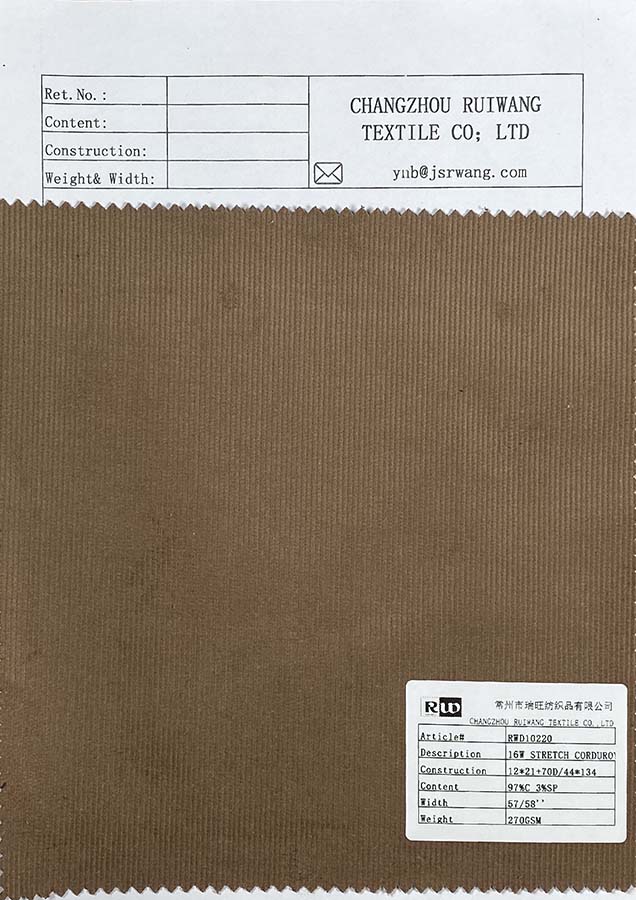 Ret.No.:
Content:
Construction:
Weight& Width:
CHANGZHOU RUIWANG
TEXTILE CO; LTD
ynb@jsrwang.com
RW
常州市瑞旺纺织品有限公司
CHANGZHOU RUIWANG TEXTILE CO.,LTD
Article# RWD10220
Description 16W STRETCH CORDUROY
Construction 12*21+70D/44*134
Content 97%C 3%SP
Width 57/58''
Weight 270GSM